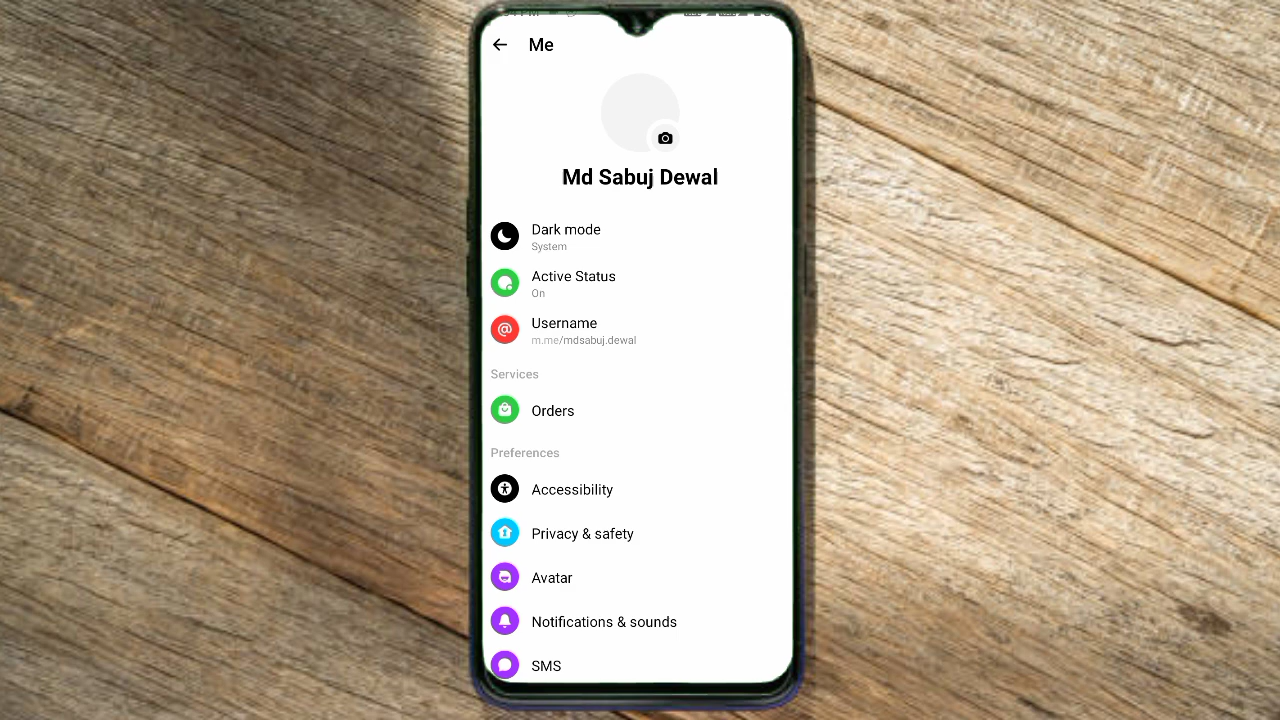 Me
Md Sabuj Dewal
Dark mode
System
Active Status
On
Username
m.me/mdsabuj.dewal
Services
Orders
Preferences
Accessibility
Privacy & safety
Avatar
Notifications & sounds
SMS